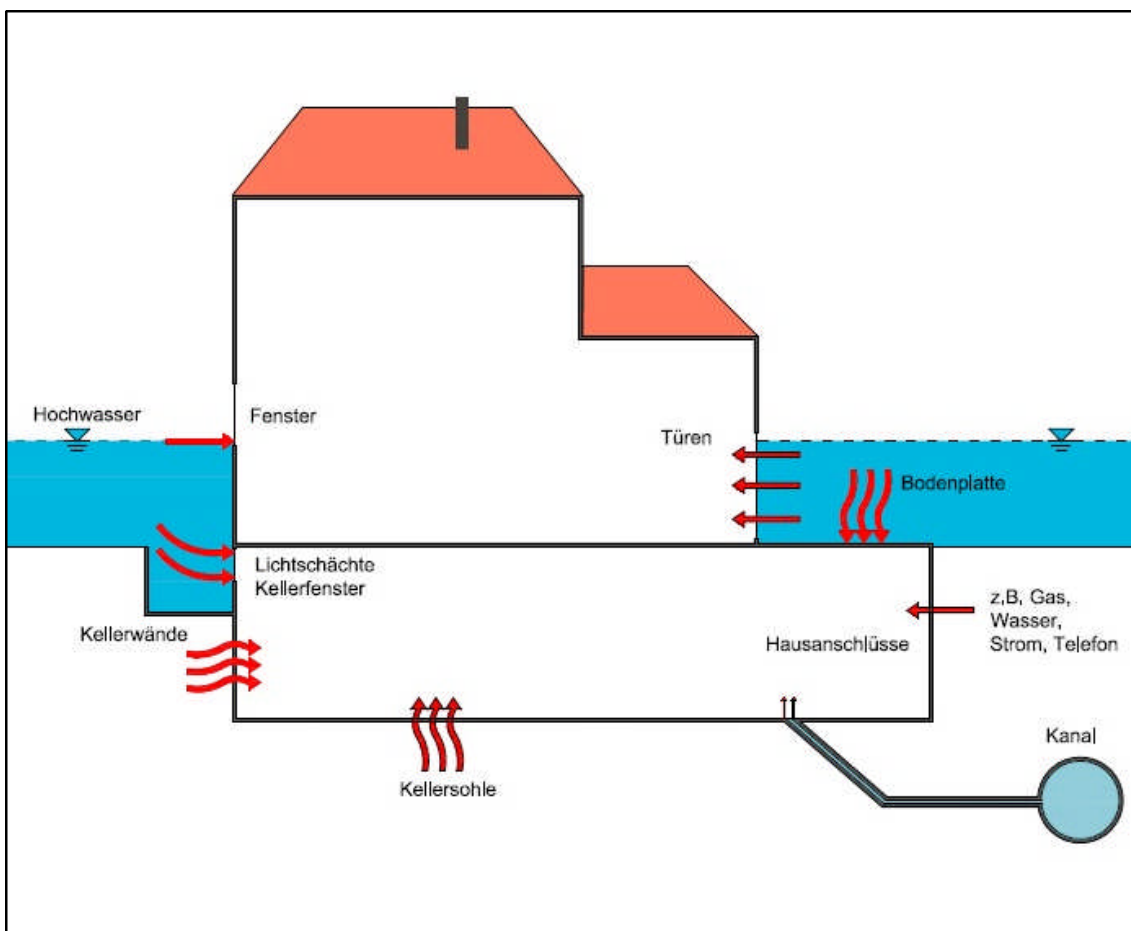 Hochwasser
Fenster
Türen
Bodenplatte
Lichtschächte
Kellerfenster
z,B, Gas,
Wasser,
Strom, Telefon
Kellerwände
Hausanschlüsse
Kanal
Kellersohle